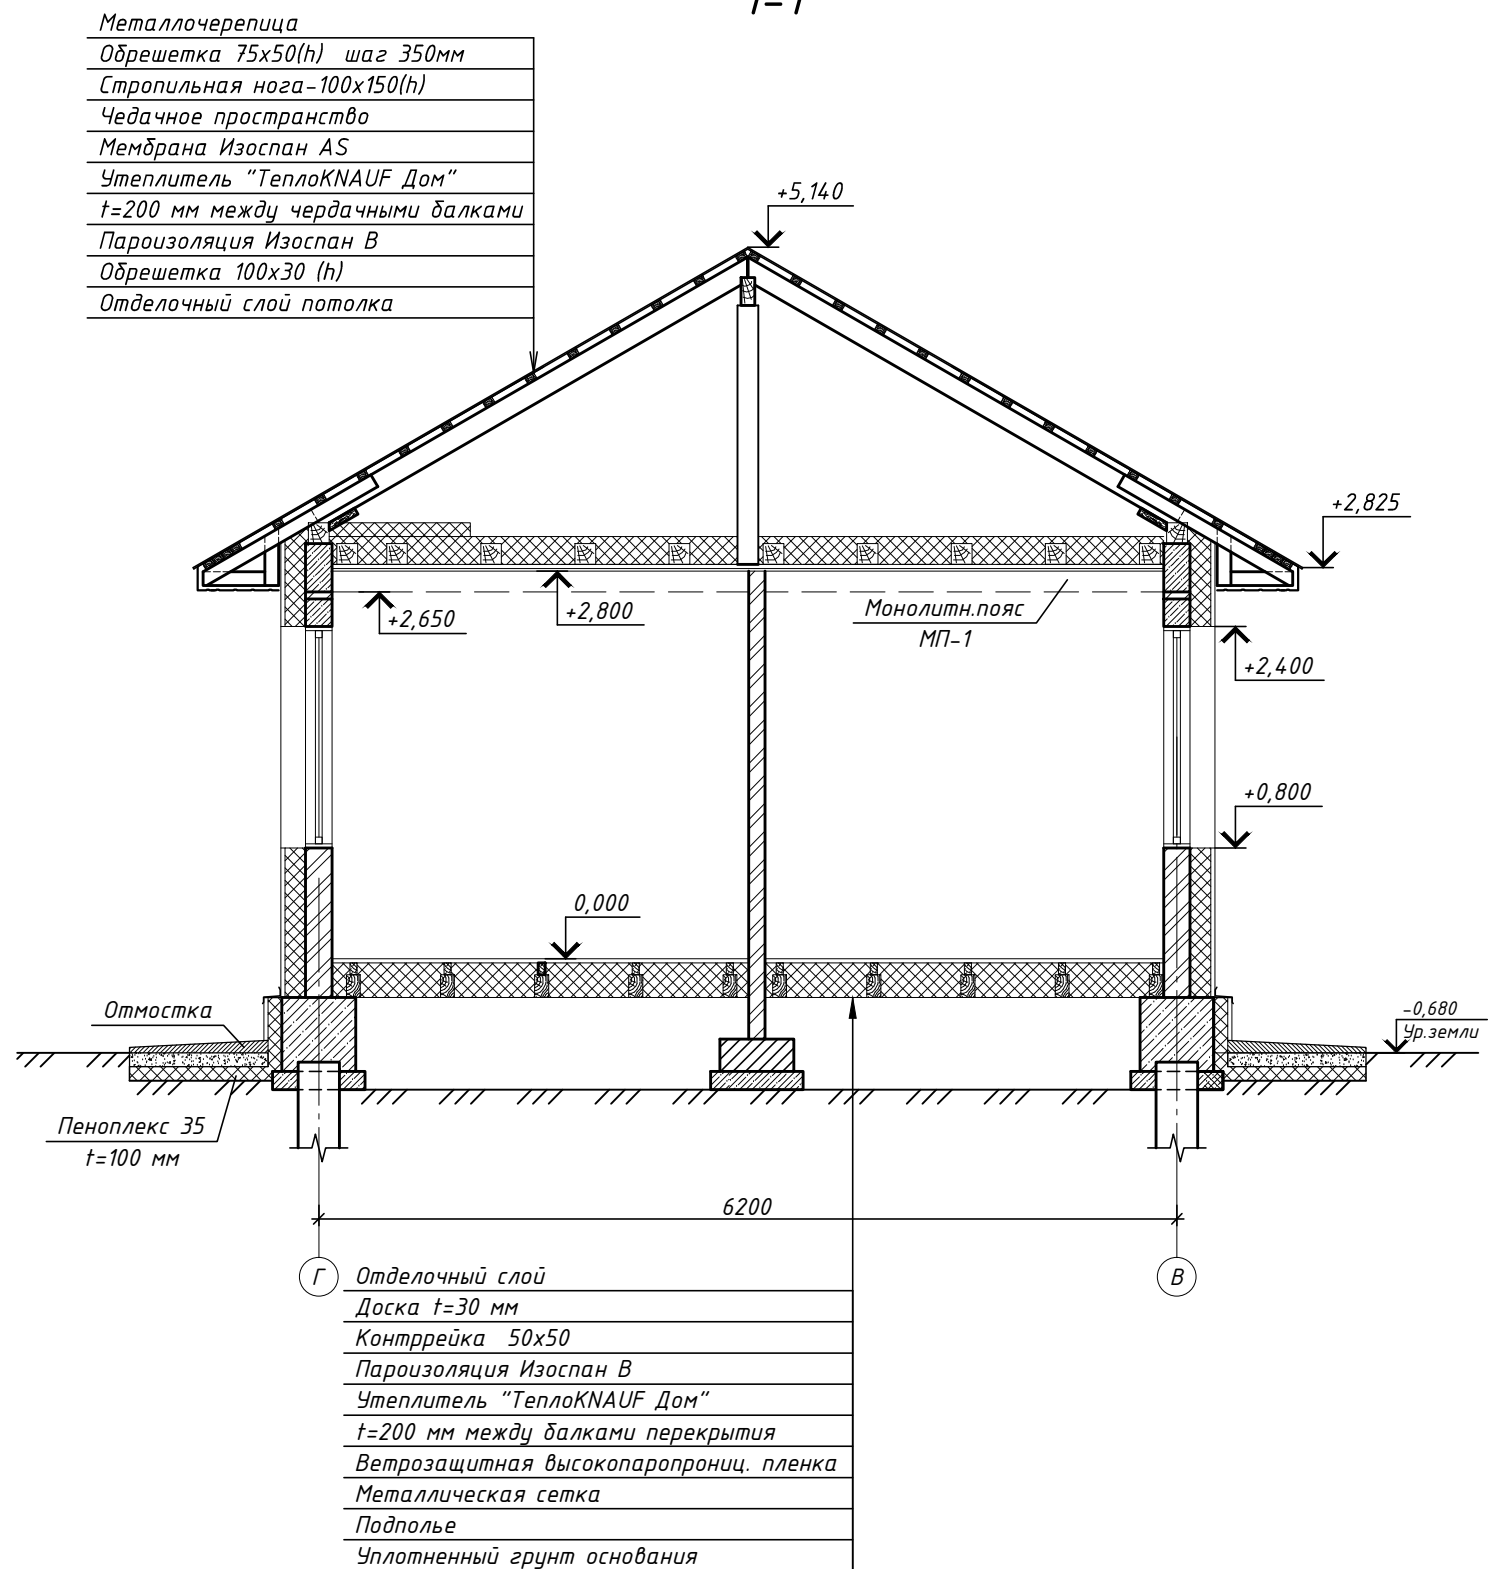 1-1
Металлочерепица
Обрешетка 75х50(h) шаг 350мм
Стропильная нога-100х150(h)
Чедачное пространство
Мембрана Изоспан AS
Утеплитель "ТеплоKNAUF Дом"
t=200 мм между чердачными балками
Пароизоляция Изоспан В
Обрешетка 100х30 (h)
Отделочный слой потолка
+5,140
+2,825
+2,650
+2,800
Монолитн.пояс
МП-1
+2,400
+0,800
0,000
Отмостка
-0,680
Ур.земли
Пеноплекс 35
t=100 мм
6200
Г
В
Отделочный слой
Доска t=30 мм
Контррейка 50х50
Пароизоляция Изоспан В
Утеплитель "ТеплоKNAUF Дом"
t=200 мм между балками перекрытия
Ветрозащитная высокопаропрониц. пленка
Металлическая сетка
Подполье
Уплотненный грунт основания